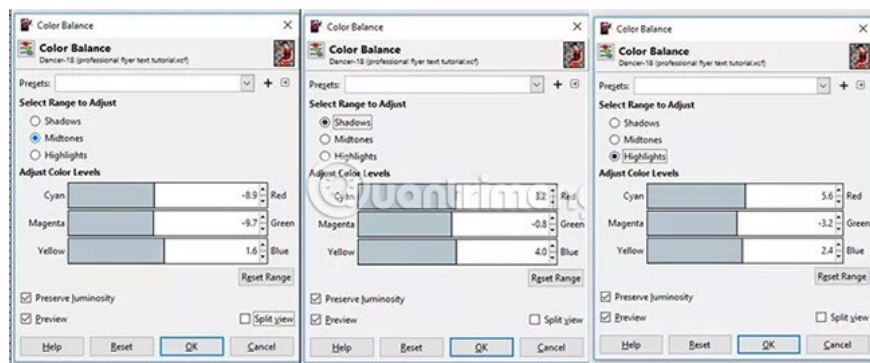 Color Balance
Color Balance
Dancer-18 (professional flyer text tutorial.xcf)
Presets:
Select Range to Adjust
Shadows
Midtones
Highlights
Adjust Color Levels
Cyan -8.9 Red
Magenta -9.7 Green
Yellow 1.6 Blue
Reset Range
Preserve luminosity
Preview Split view
Help Reset OK Cancel
Color Balance
Color Balance
Dancer-18 (professional flyer text tutorial.xcf)
Presets:
Select Range to Adjust
Shadows
Midtones
Highlights
Adjust Color Levels
Quantrimang
Cyan Red
Magenta -0.8 Green
Yellow 4.0 Blue
Reset Range
Preserve luminosity
Preview Split view
Help Reset OK Cancel
Color Balance
Color Balance
Dancer-18 (professional flyer text tutorial.xcf)
Presets:
Select Range to Adjust
Shadows
Midtones
Highlights
Adjust Color Levels
Cyan 5.6 Red
Magenta -3.2 Green
Yellow 2.4 Blue
Reset Range
Preserve luminosity
Preview Split view
Help Reset OK Cancel